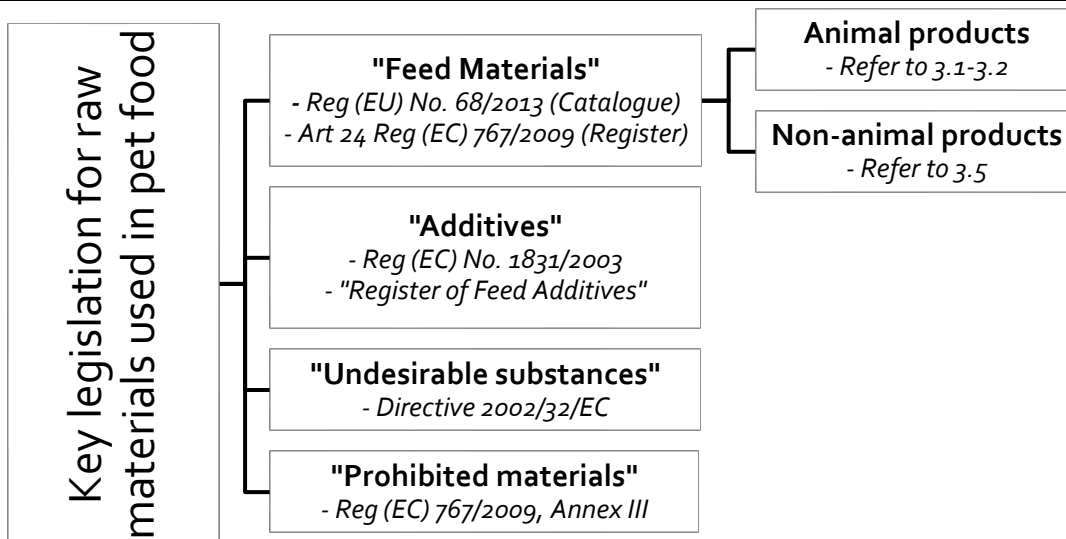 Key legislation for raw
materials used in pet food
"Feed Materials"
- Reg (EU) No. 68/2013 (Catalogue)
- Art 24 Reg (EC) 767/2009 (Register)
Animal products
- Refer to 3.1-3.2
Non-animal products
- Refer to 3.5
"Additives"
- Reg (EC) No. 1831/2003
- "Register of Feed Additives"
"Undesirable substances"
- Directive 2002/32/EC
"Prohibited materials"
- Reg (EC) 767/2009, Annex III